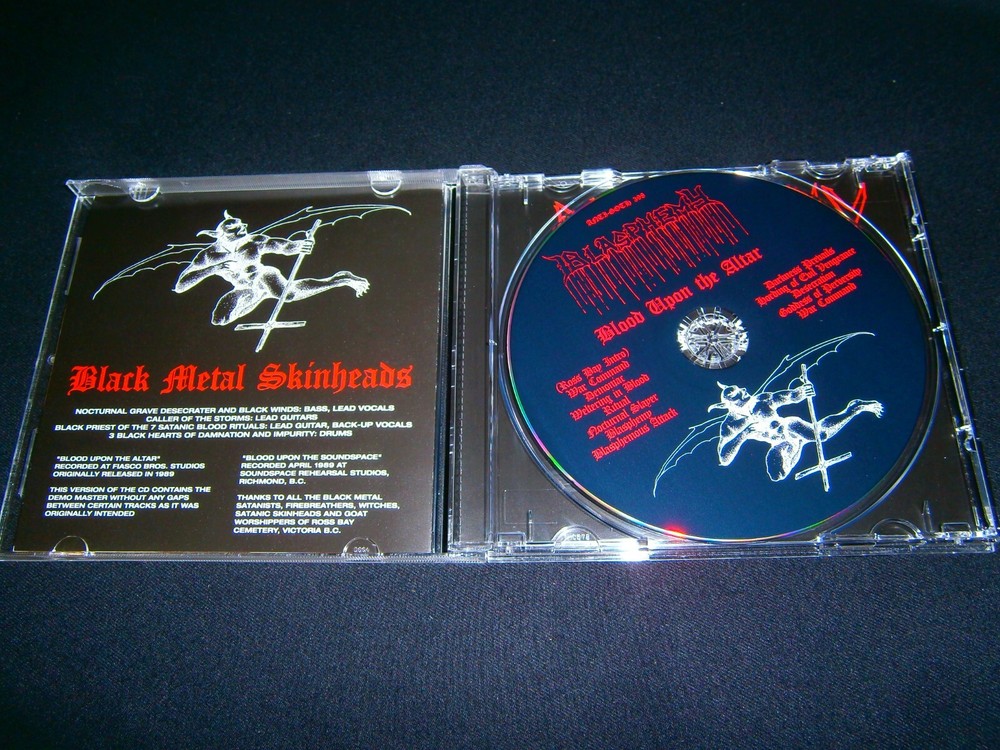 Black Metal Skinheads
NOCTURNAL GRAVE DESECRATER AND BLACK WINDS: BASS, LEAD VOCALS
CALLER OF THE STORMS: LEAD GUITARS
BLACK PRIEST OF THE 7 SATANIC BLOOD RITUALS: LEAD GUITAR, BACK-UP VOCALS
3 BLACK HEARTS OF DAMNATION AND IMPURITY: DRUMS
"BLOOD UPON THE ALTAR"
RECORDED AT FIASCO BROS. STUDIOS
ORIGINALLY RELEASED IN 1989
THIS VERSION OF THE CD CONTAINS THE
DEMO MASTER WITHOUT ANY GAPS
BETWEEN CERTAIN TRACKS AS IT WAS
ORIGINALLY INTENDED
"BLOOD UPON THE SOUNDSPACE"
RECORDED APRIL 1989 AT
SOUNDSPACE REHEARSAL STUDIOS,
RICHMOND, B.C.
THANKS TO ALL THE BLACK METAL
SATANISTS, FIREBREATHERS, WITCHES,
SATANIC SKINHEADS AND GOAT
WORSHIPPERS OF ROSS BAY
CEMETERY, VICTORIA B.C.
BLASPHEMY
Blood Upon the Altar
(Ross Bay Intro)
War Command
Demoniac
Weltering in Blood
Ritual
Nocturnal Slayer
Blasphemy
Blasphemous Attack
Darkness Prevails
Hording of Evil Vengeance
Desecration
Goddess of Perversity
War Command